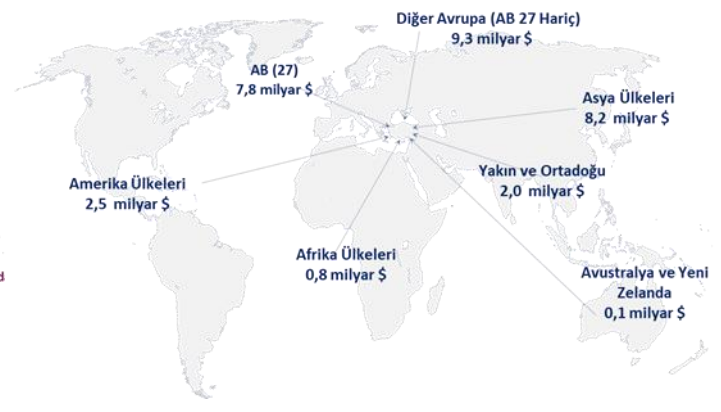 Diğer Avrupa (AB 27 Hariç)
9,3 milyar $
AB (27)
7,8 milyar $
Asya Ülkeleri
8,2 milyar $
Amerika Ülkeleri
2,5 milyar $
Yakın ve Ortadoğu
2,0 milyar $
Afrika Ülkeleri
0,8 milyar $
Avustralya ve Yeni
Zelanda
0,1 milyar $